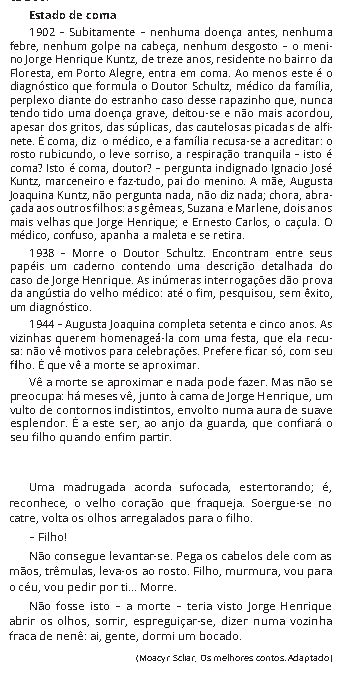 Estado de coma
1902 – Subitamente – nenhuma doença antes, nenhuma
febre, nenhum golpe na cabeça, nenhum desgosto – o meni-
no Jorge Henrique Kuntz, de treze anos, residente no bairro da
Floresta, em Porto Alegre, entra em coma. Ao menos este é o
diagnóstico que formula o Doutor Schultz, médico da família,
perplexo diante do estranho caso desse rapazinho que, nunca
tendo tido uma doença grave, deitou-se e não mais acordou,
apesar dos gritos, das súplicas, das cautelosas picadas de alfi-
nete. É coma, diz o médico, e a família recusa-se a acreditar: o
rosto rubicundo, o leve sorriso, a respiração tranquila – isto é
coma? Isto é coma, doutor? – pergunta indignado Ignacio José
Kuntz, marceneiro e faz-tudo, pai do menino. A mãe, Augusta
Joaquina Kuntz, não pergunta nada, não diz nada; chora, abra-
çada aos outros filhos: as gêmeas, Suzana e Marlene, dois anos
mais velhas que Jorge Henrique; e Ernesto Carlos, o caçula. O
médico, confuso, apanha a maleta e se retira.
1938 – Morre o Doutor Schultz. Encontram entre seus
papéis um caderno contendo uma descrição detalhada do
caso de Jorge Henrique. As inúmeras interrogações dão prova
da angústia do velho médico: até o fim, pesquisou, sem êxito,
um diagnóstico.
1944 – Augusta Joaquina completa setenta e cinco anos. As
vizinhas querem homenageá-la com uma festa, que ela recu-
sa: não vê motivos para celebrações. Prefere ficar só, com seu
filho. É que vê a morte se aproximar.
Vê a morte se aproximar e nada pode fazer. Mas não se
preocupa: há meses vê, junto à cama de Jorge Henrique, um
vulto de contornos indistintos, envolto numa aura de suave
esplendor. É a este ser, ao anjo da guarda, que confiará o
seu filho quando enfim partir.
Uma madrugada acorda sufocada, estertorando; é,
reconhece, o velho coração que fraqueja. Soergue-se no
catre, volta os olhos arregalados para o filho.
– Filho!
Não consegue levantar-se. Pega os cabelos dele com as
mãos, trêmulas, leva-os ao rosto. Filho, murmura, vou para
o céu, vou pedir por ti... Morre.
Não fosse isto – a morte – teria visto Jorge Henrique
abrir os olhos, sorrir, espreguiçar-se, dizer numa vozinha
fraca de nenê: ai, gente, dormi um bocado.
(Moacyr Scliar, Os melhores contos. Adaptado)